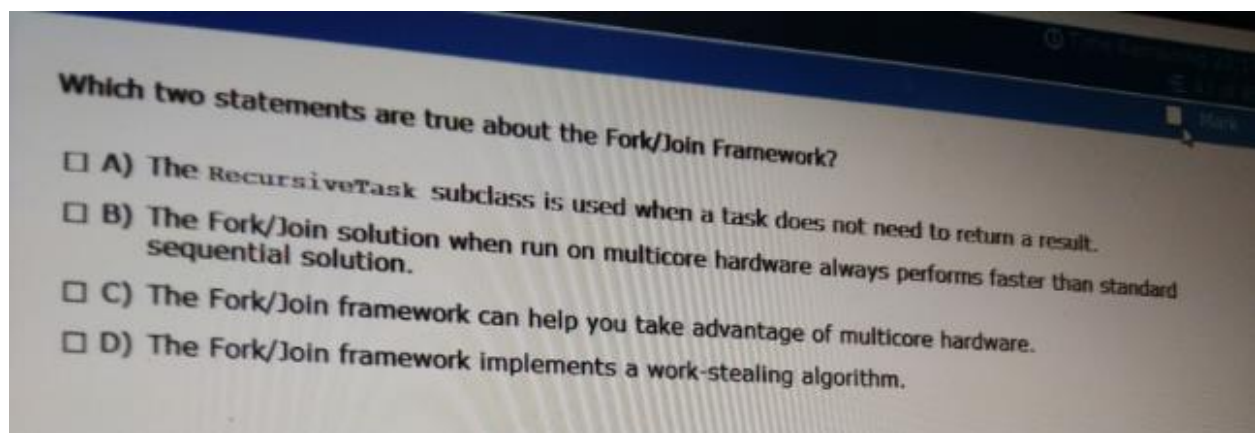 Which two statements are true about the Fork/Join Framework?
Mark
☐ A) The RecursiveTask subclass is used when a task does not need to return a result.
☐ B) The Fork/Join solution when run on multicore hardware always performs faster than standard
sequential solution.
☐ C) The Fork/Join framework can help you take advantage of multicore hardware.
☐ D) The Fork/Join framework implements a work-stealing algorithm.